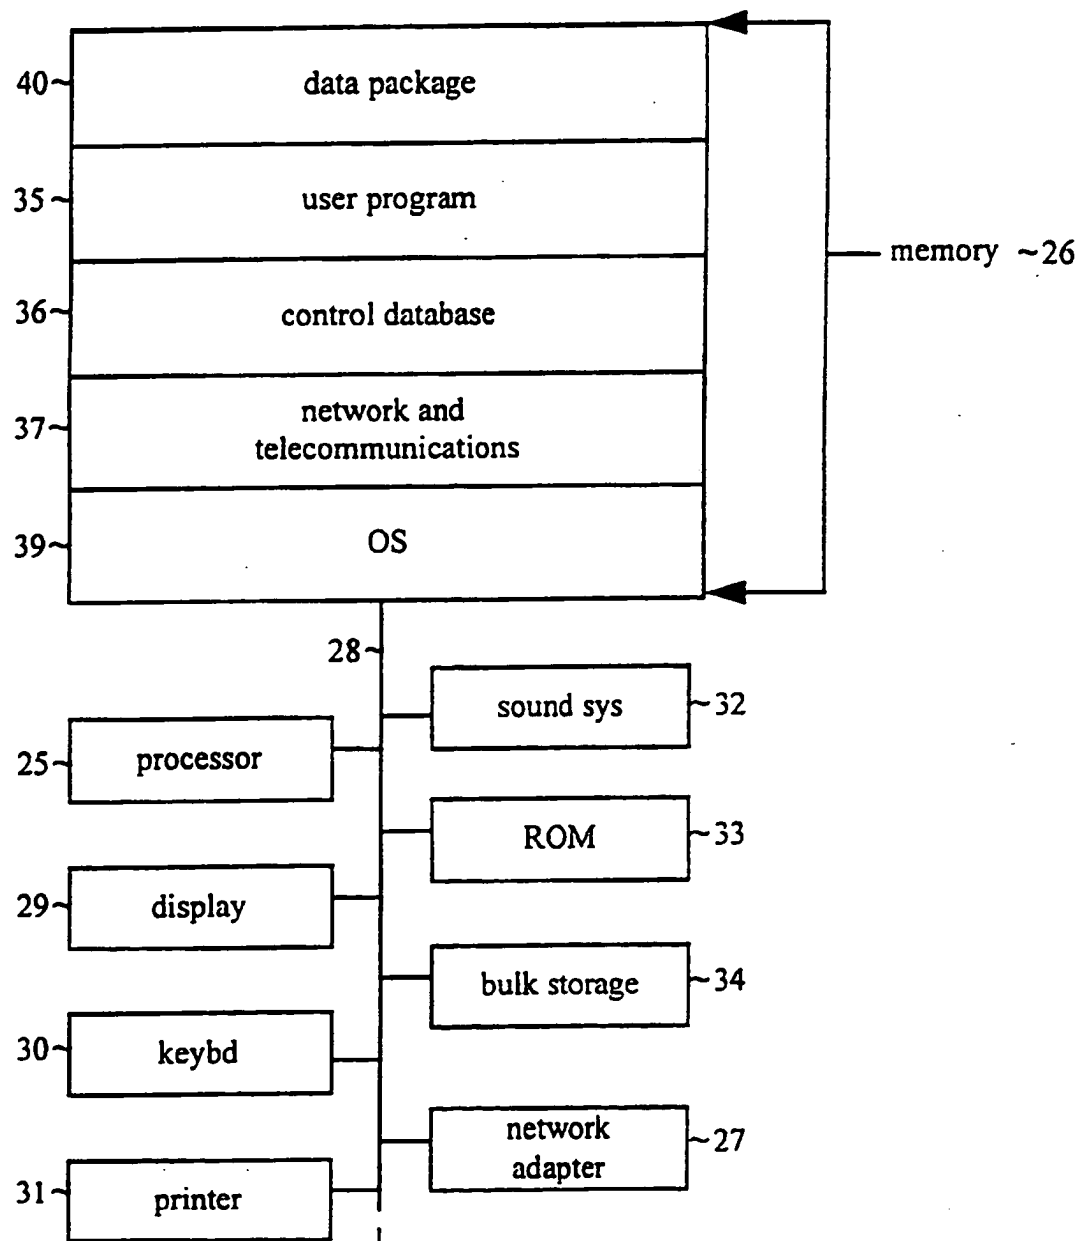 40~ data package
35~ user program
memory ~26
36~ control database
37~ network and
telecommunications
39~ OS
28~
sound sys ~32
25~ processor
ROM ~33
29~ display
bulk storage ~34
30~ keybd
network
adapter ~27
31~ printer